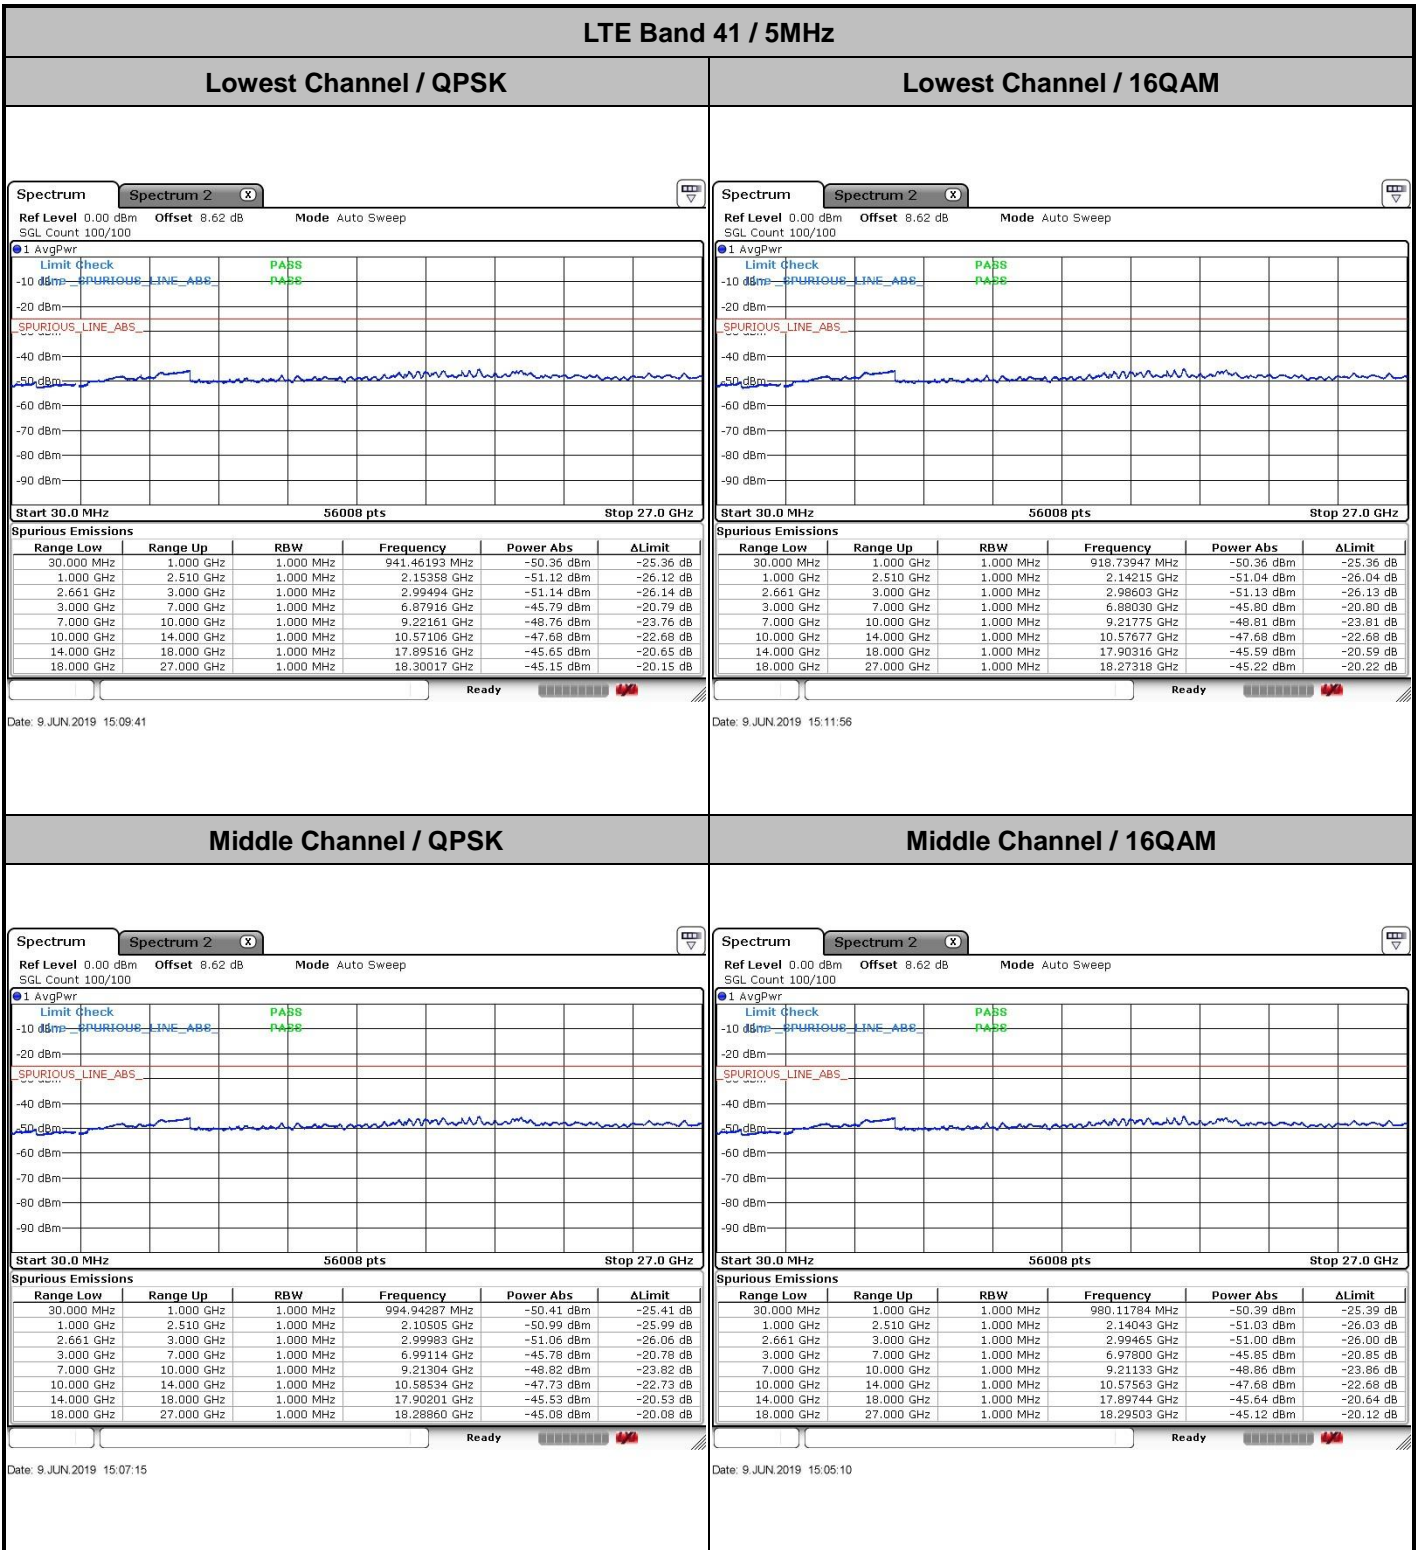 LTE Band 41 / 5MHz
Lowest Channel / QPSK
Lowest Channel / 16QAM
Spectrum
Spectrum 2
Ref Level 0.00 dBm Offset 8.62 dB Mode Auto Sweep
SGL Count 100/100
1 AvgPwr
Limit Check PASS
-10 dBm
Line _SPURIOUS_LINE_ABS_ PASS
-20 dBm
_SPURIOUS_LINE_ABS_
-40 dBm
-50 dBm
-60 dBm
-70 dBm
-80 dBm
-90 dBm
Start 30.0 MHz 56008 pts Stop 27.0 GHz
Spurious Emissions
Range Low Range Up RBW Frequency Power Abs ΔLimit
30.000 MHz 1.000 GHz 1.000 MHz 941.46193 MHz -50.36 dBm -25.36 dB
1.000 GHz 2.510 GHz 1.000 MHz 2.15358 GHz -51.12 dBm -26.12 dB
2.661 GHz 3.000 GHz 1.000 MHz 2.99494 GHz -51.14 dBm -26.14 dB
3.000 GHz 7.000 GHz 1.000 MHz 6.87916 GHz -45.79 dBm -20.79 dB
7.000 GHz 10.000 GHz 1.000 MHz 9.22161 GHz -48.76 dBm -23.76 dB
10.000 GHz 14.000 GHz 1.000 MHz 10.57106 GHz -47.68 dBm -22.68 dB
14.000 GHz 18.000 GHz 1.000 MHz 17.89516 GHz -45.65 dBm -20.65 dB
18.000 GHz 27.000 GHz 1.000 MHz 18.30017 GHz -45.15 dBm -20.15 dB
Ready
Date: 9.JUN.2019 15:09:41
Spectrum
Spectrum 2
Ref Level 0.00 dBm Offset 8.62 dB Mode Auto Sweep
SGL Count 100/100
1 AvgPwr
Limit Check PASS
-10 dBm
Line _SPURIOUS_LINE_ABS_ PASS
-20 dBm
_SPURIOUS_LINE_ABS_
-40 dBm
-50 dBm
-60 dBm
-70 dBm
-80 dBm
-90 dBm
Start 30.0 MHz 56008 pts Stop 27.0 GHz
Spurious Emissions
Range Low Range Up RBW Frequency Power Abs ΔLimit
30.000 MHz 1.000 GHz 1.000 MHz 918.73947 MHz -50.36 dBm -25.36 dB
1.000 GHz 2.510 GHz 1.000 MHz 2.14215 GHz -51.04 dBm -26.04 dB
2.661 GHz 3.000 GHz 1.000 MHz 2.98603 GHz -51.13 dBm -26.13 dB
3.000 GHz 7.000 GHz 1.000 MHz 6.88030 GHz -45.80 dBm -20.80 dB
7.000 GHz 10.000 GHz 1.000 MHz 9.21775 GHz -48.81 dBm -23.81 dB
10.000 GHz 14.000 GHz 1.000 MHz 10.57677 GHz -47.68 dBm -22.68 dB
14.000 GHz 18.000 GHz 1.000 MHz 17.90316 GHz -45.59 dBm -20.59 dB
18.000 GHz 27.000 GHz 1.000 MHz 18.27318 GHz -45.22 dBm -20.22 dB
Ready
Date: 9.JUN.2019 15:11:56
Middle Channel / QPSK
Middle Channel / 16QAM
Spectrum
Spectrum 2
Ref Level 0.00 dBm Offset 8.62 dB Mode Auto Sweep
SGL Count 100/100
1 AvgPwr
Limit Check PASS
-10 dBm
Line _SPURIOUS_LINE_ABS_ PASS
-20 dBm
_SPURIOUS_LINE_ABS_
-40 dBm
-50 dBm
-60 dBm
-70 dBm
-80 dBm
-90 dBm
Start 30.0 MHz 56008 pts Stop 27.0 GHz
Spurious Emissions
Range Low Range Up RBW Frequency Power Abs ΔLimit
30.000 MHz 1.000 GHz 1.000 MHz 994.94287 MHz -50.41 dBm -25.41 dB
1.000 GHz 2.510 GHz 1.000 MHz 2.10505 GHz -50.99 dBm -25.99 dB
2.661 GHz 3.000 GHz 1.000 MHz 2.99983 GHz -51.06 dBm -26.06 dB
3.000 GHz 7.000 GHz 1.000 MHz 6.99114 GHz -45.78 dBm -20.78 dB
7.000 GHz 10.000 GHz 1.000 MHz 9.21304 GHz -48.82 dBm -23.82 dB
10.000 GHz 14.000 GHz 1.000 MHz 10.58534 GHz -47.73 dBm -22.73 dB
14.000 GHz 18.000 GHz 1.000 MHz 17.90201 GHz -45.53 dBm -20.53 dB
18.000 GHz 27.000 GHz 1.000 MHz 18.28860 GHz -45.08 dBm -20.08 dB
Ready
Date: 9.JUN.2019 15:07:15
Spectrum
Spectrum 2
Ref Level 0.00 dBm Offset 8.62 dB Mode Auto Sweep
SGL Count 100/100
1 AvgPwr
Limit Check PASS
-10 dBm
Line _SPURIOUS_LINE_ABS_ PASS
-20 dBm
_SPURIOUS_LINE_ABS_
-40 dBm
-50 dBm
-60 dBm
-70 dBm
-80 dBm
-90 dBm
Start 30.0 MHz 56008 pts Stop 27.0 GHz
Spurious Emissions
Range Low Range Up RBW Frequency Power Abs ΔLimit
30.000 MHz 1.000 GHz 1.000 MHz 980.11784 MHz -50.39 dBm -25.39 dB
1.000 GHz 2.510 GHz 1.000 MHz 2.14043 GHz -51.03 dBm -26.03 dB
2.661 GHz 3.000 GHz 1.000 MHz 2.99465 GHz -51.00 dBm -26.00 dB
3.000 GHz 7.000 GHz 1.000 MHz 6.97800 GHz -45.85 dBm -20.85 dB
7.000 GHz 10.000 GHz 1.000 MHz 9.21133 GHz -48.86 dBm -23.86 dB
10.000 GHz 14.000 GHz 1.000 MHz 10.57563 GHz -47.68 dBm -22.68 dB
14.000 GHz 18.000 GHz 1.000 MHz 17.89744 GHz -45.64 dBm -20.64 dB
18.000 GHz 27.000 GHz 1.000 MHz 18.29503 GHz -45.12 dBm -20.12 dB
Ready
Date: 9.JUN.2019 15:05:10